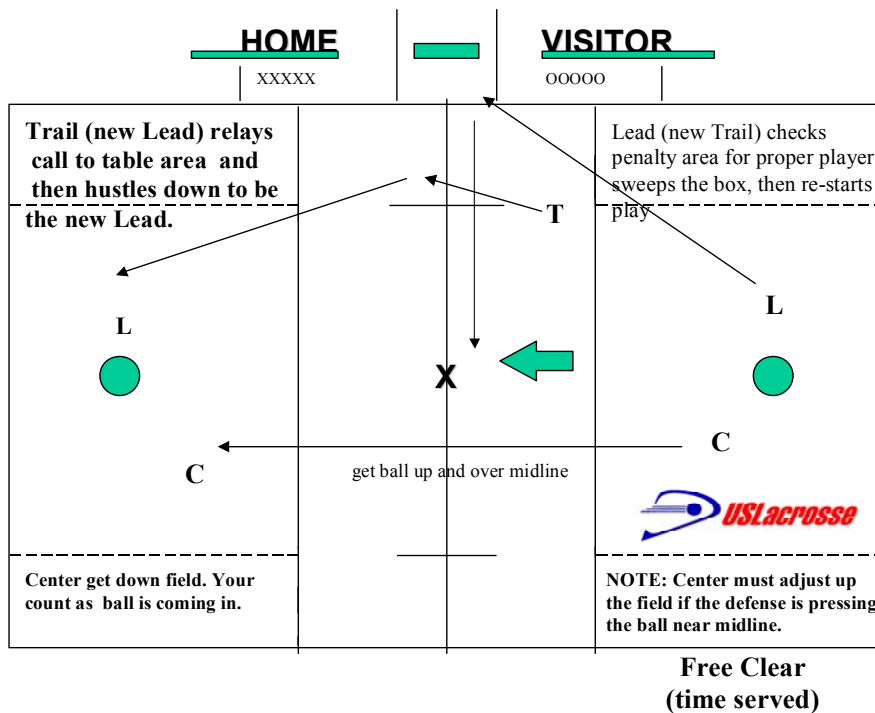 HOME
VISITOR
XXXXX
OOOOO
Trail (new Lead) relays
call to table area and
then hustles down to be
the new Lead.
Lead (new Trail) checks
penalty area for proper player
sweeps the box, then re-starts
play
T
L
L
X
C
C
get ball up and over midline
USLacrosse
Center get down field. Your
count as ball is coming in.
NOTE: Center must adjust up
the field if the defense is pressing
the ball near midline.
Free Clear
(time served)